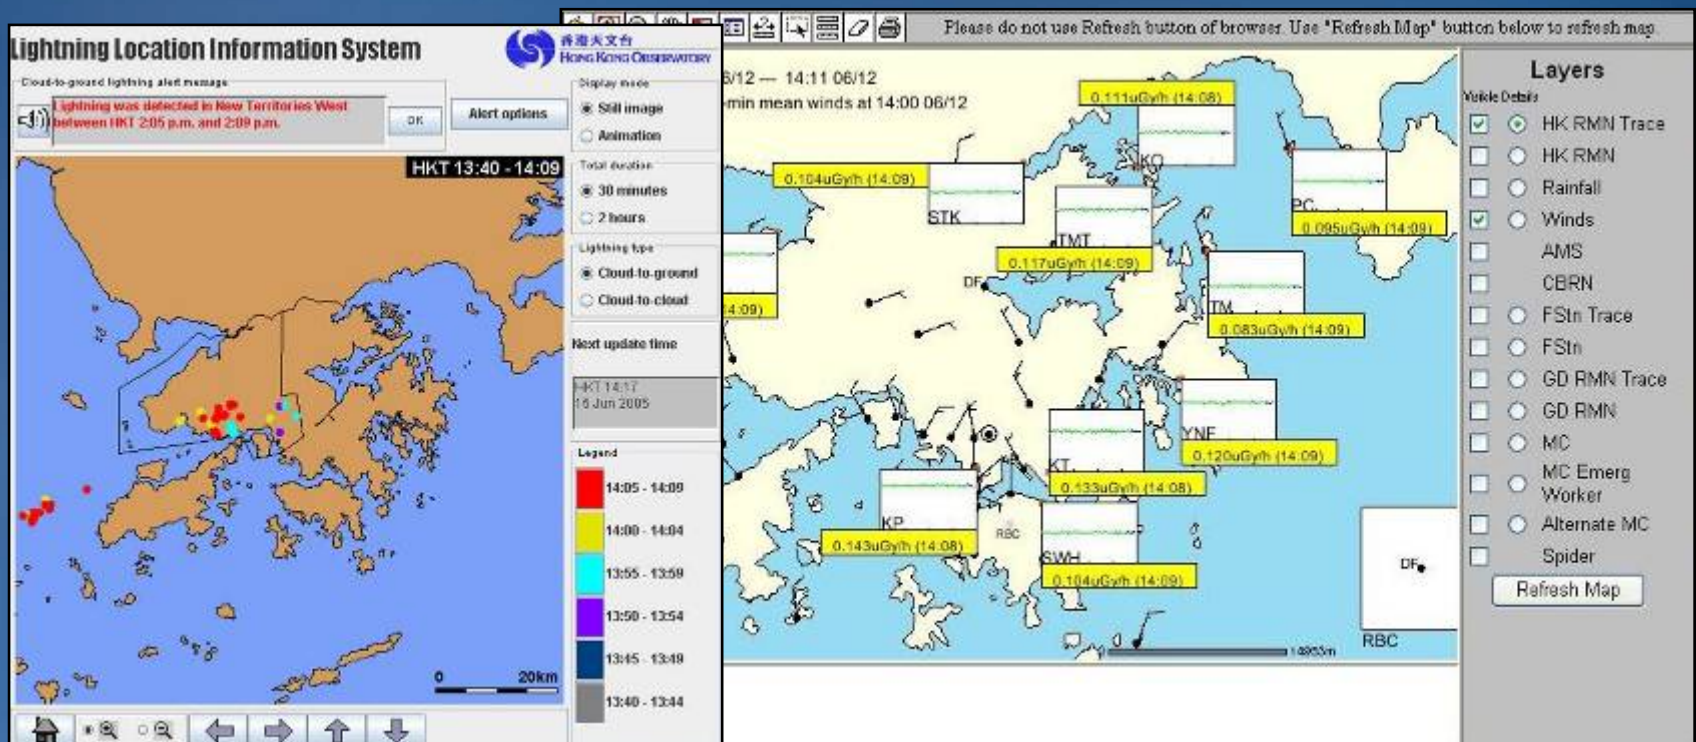 Lightning Location Information System
香港天文台
HONG KONG OBSERVATORY
Cloud-to-ground lightning alert message
Lightning was detected in New Territories West
between HKT 2:05 p.m. and 2:09 p.m.
OK
Alert options
HKT 13:40 - 14:09
0 20km
Display mode
Still image
Animation
Total duration
30 minutes
2 hours
Lightning type
Cloud-to-ground
Cloud-to-cloud
Next update time
HKT 14:17
16 Jun 2005
Legend
14:05 - 14:09
14:00 - 14:04
13:55 - 13:59
13:50 - 13:54
13:45 - 13:49
13:40 - 13:44
Please do not use Refresh button of browser. Use "Refresh Map" button below to refresh map.
6/12 --- 14:11 06/12
min mean winds at 14:00 06/12
0.111uGy/h (14:08)
KO
0.104uGy/h (14:09)
STK
PC
0.095uGy/h (14:09)
TMT
0.117uGy/h (14:09)
DF
TM
0.083uGy/h (14:09)
4:09)
YNF
0.120uGy/h (14:09)
KT
0.133uGy/h (14:08)
KP
0.143uGy/h (14:08)
RBC
SWH
0.104uGy/h (14:09)
DF
RBC
14953m
Layers
Visible Details
HK RMN Trace
HK RMN
Rainfall
Winds
AMS
CBRN
FStn Trace
FStn
GD RMN Trace
GD RMN
MC
MC Emerg
Worker
Alternate MC
Spider
Refresh Map